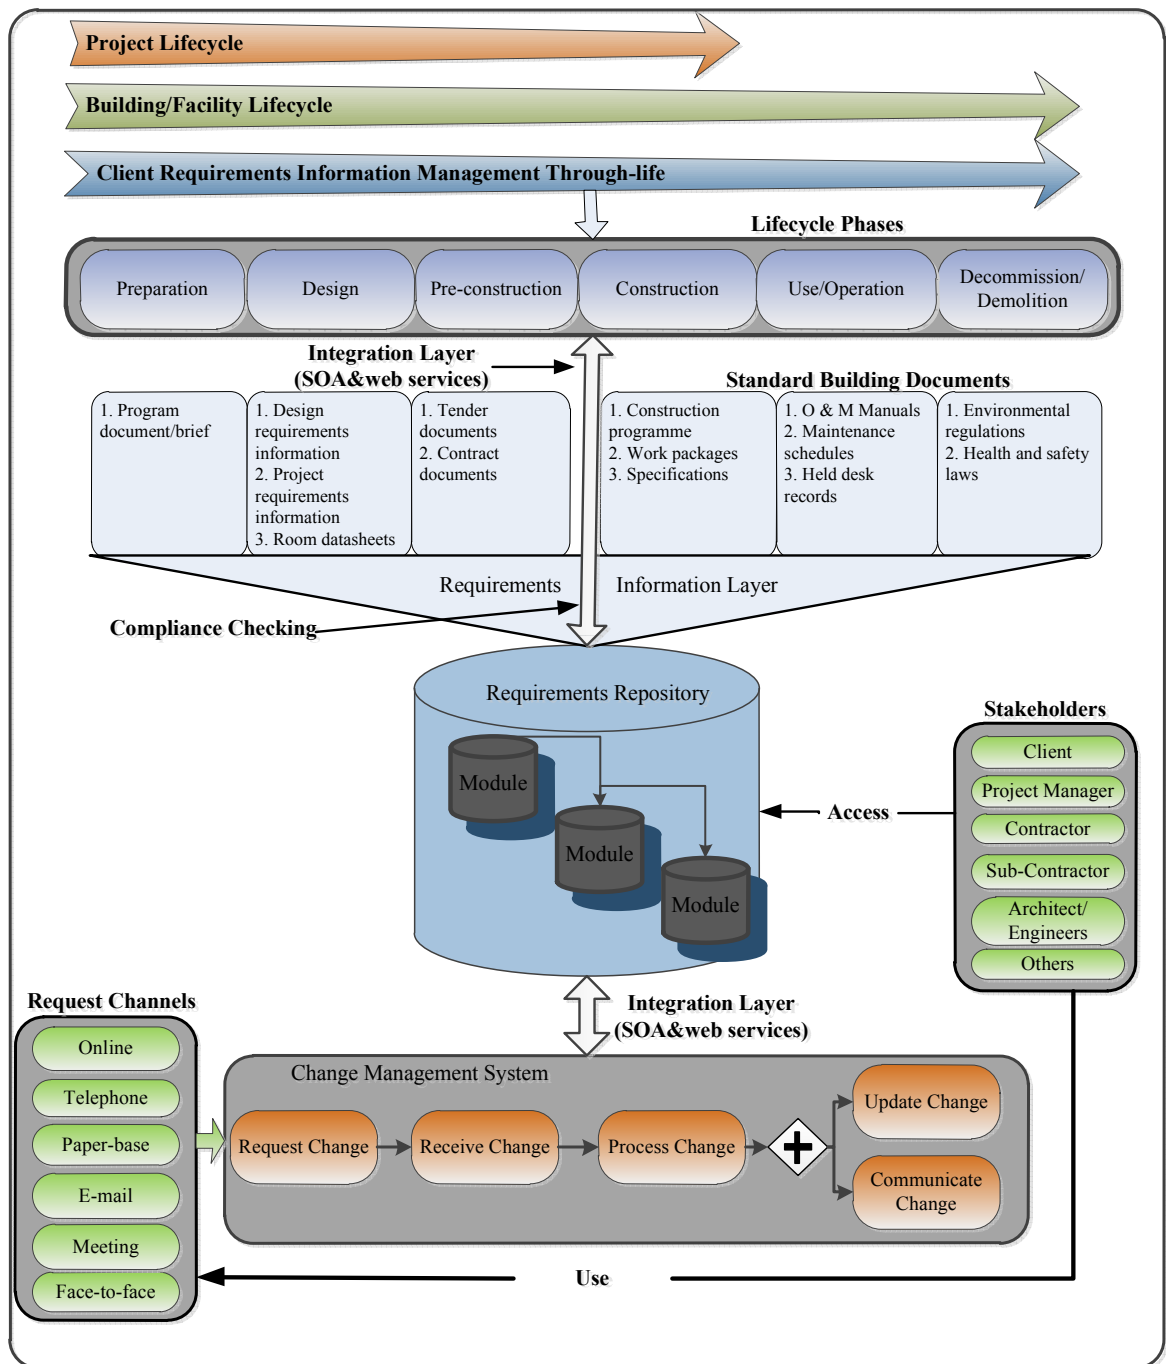 Project Lifecycle
Building/Facility Lifecycle
Client Requirements Information Management Through-life
Lifecycle Phases
Preparation
Design
Pre-construction
Construction
Use/Operation
Decommission/
Demolition
Integration Layer
(SOA&web services)
Standard Building Documents
1. Program
document/brief
1. Design
requirements
information
2. Project
requirements
information
3. Room datasheets
1. Tender
documents
2. Contract
documents
1. Construction
programme
2. Work packages
3. Specifications
1. O & M Manuals
2. Maintenance
schedules
3. Held desk
records
1. Environmental
regulations
2. Health and safety
laws
Requirements Information Layer
Compliance Checking
Requirements Repository
Module
Module
Module
Access
Stakeholders
Client
Project Manager
Contractor
Sub-Contractor
Architect/
Engineers
Others
Integration Layer
(SOA&web services)
Request Channels
Online
Telephone
Paper-base
E-mail
Meeting
Face-to-face
Change Management System
Request Change
Receive Change
Process Change
Update Change
Communicate
Change
Use